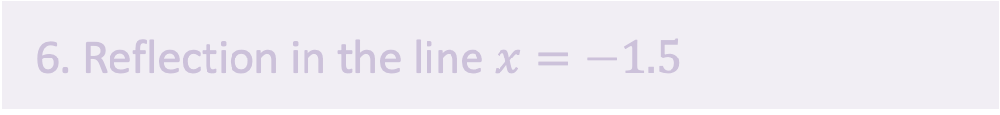 6. Reflection in the line x = −1.5